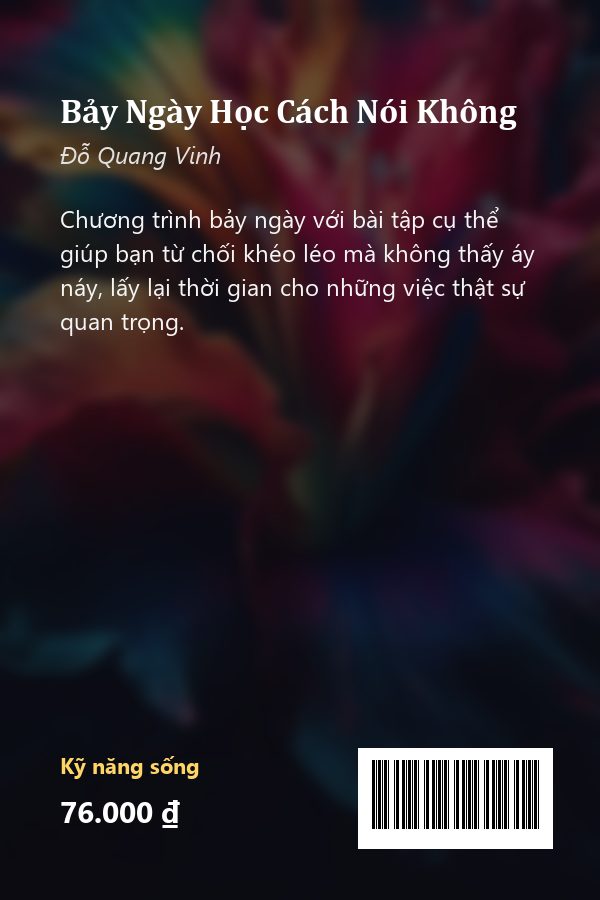 Bảy Ngày Học Cách Nói Không
Đỗ Quang Vinh
Chương trình bảy ngày với bài tập cụ thể
giúp bạn từ chối khéo léo mà không thấy áy
náy, lấy lại thời gian cho những việc thật sự
quan trọng.
Kỹ năng sống
76.000 ₫